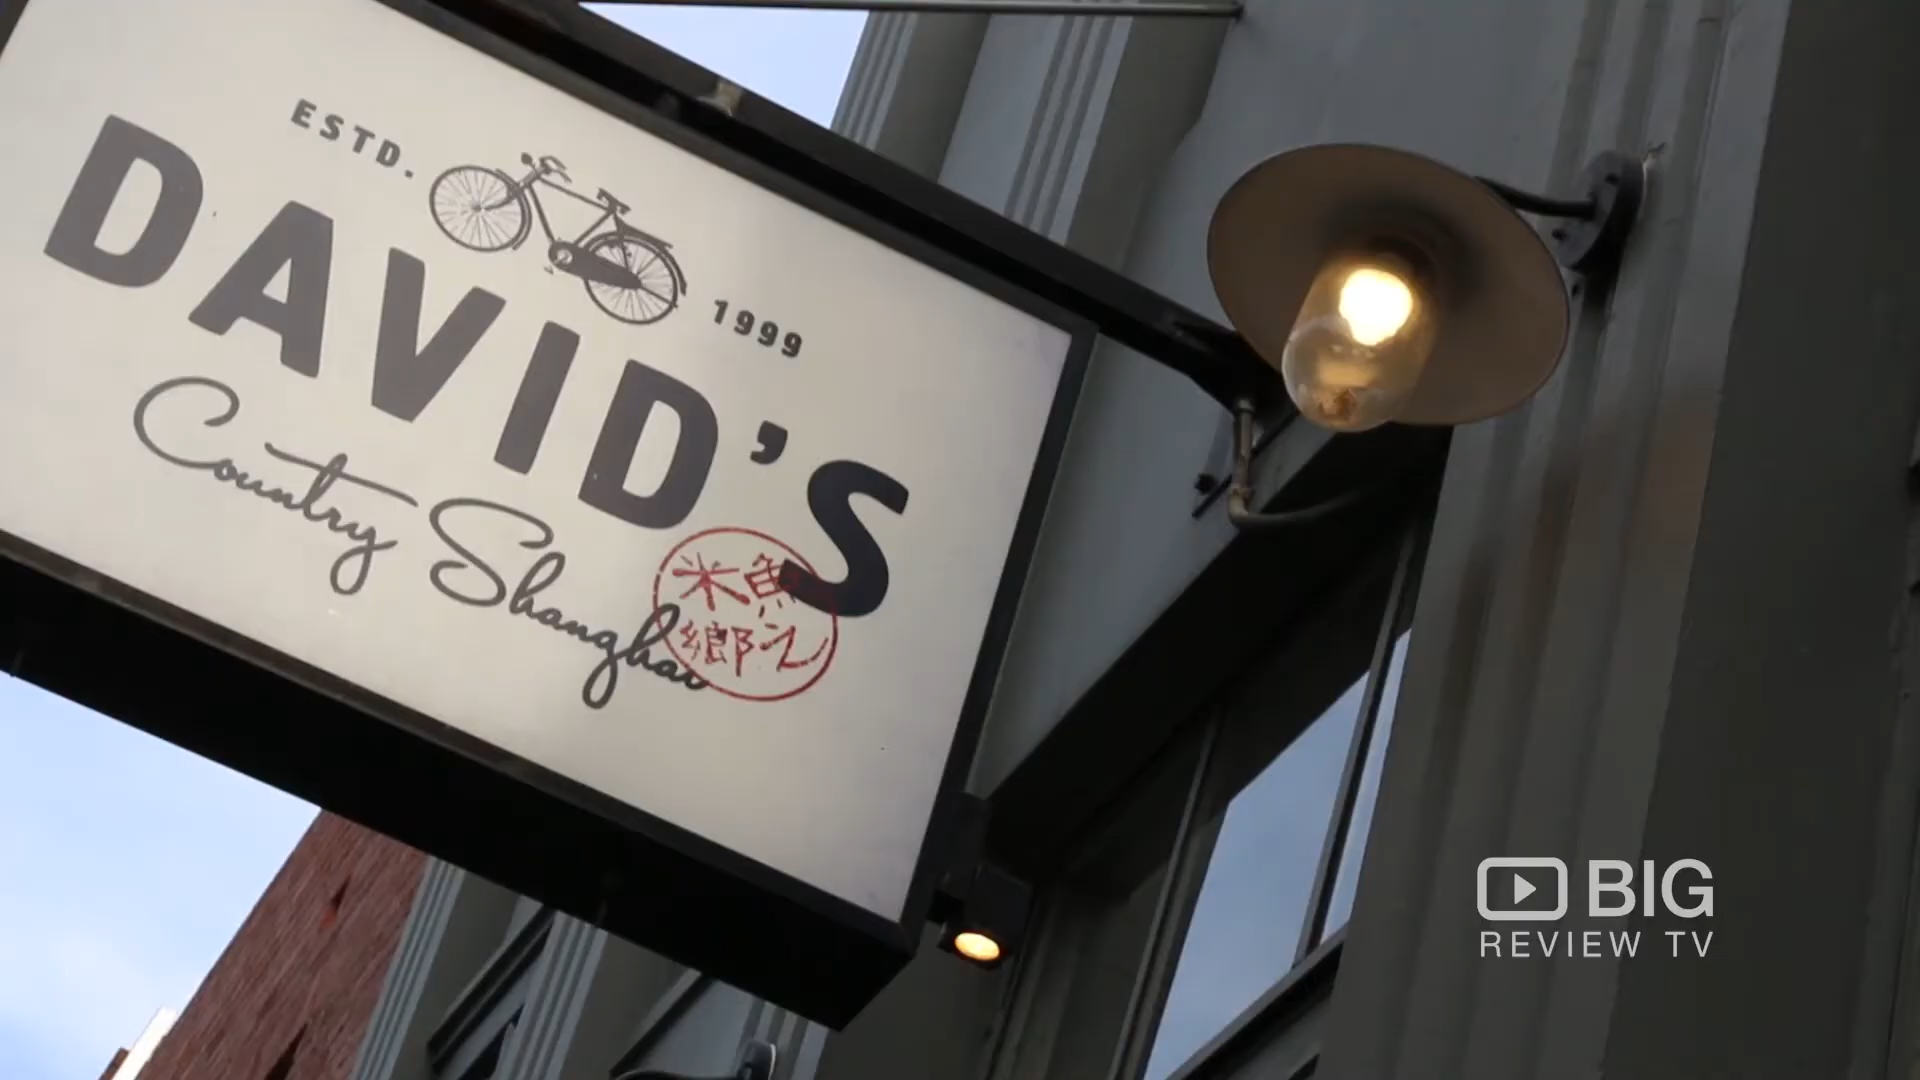 ESTD. 1999
DAVID'S
Country Shanghai
米魚
鄉之
BIG
REVIEW TV